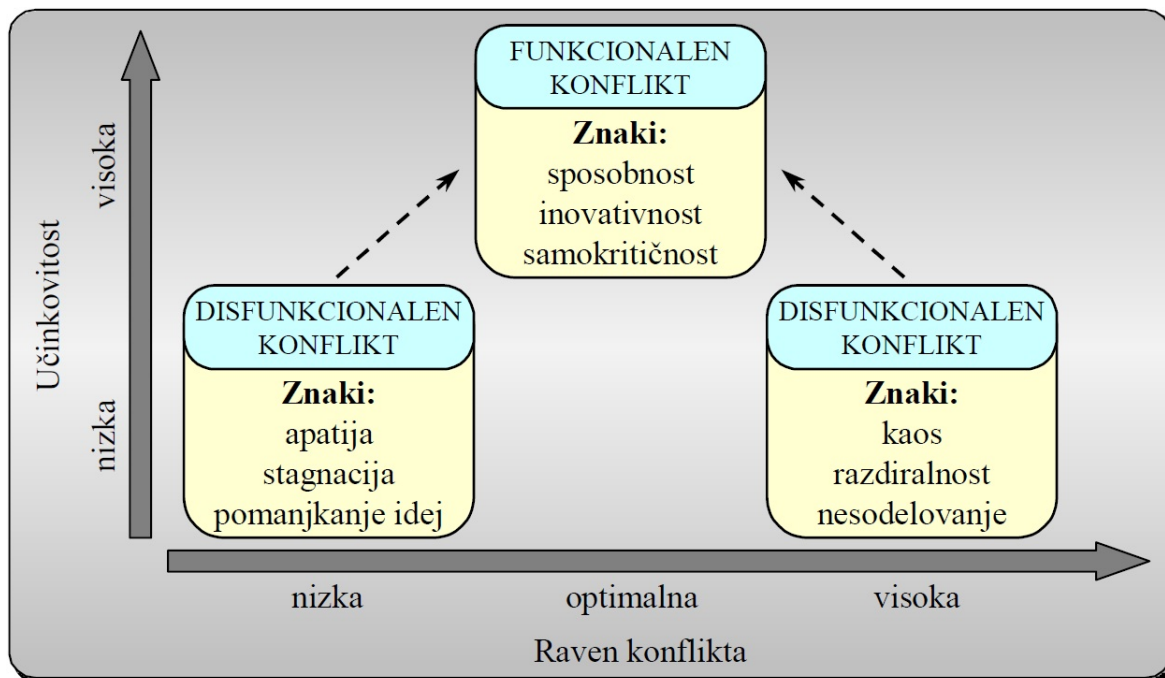 FUNKCIONALEN
KONFLIKT
Znaki:
sposobnost
inovativnost
samokritičnost
DISFUNKCIONALEN
KONFLIKT
Znaki:
apatija
stagnacija
pomanjkanje idej
DISFUNKCIONALEN
KONFLIKT
Znaki:
kaos
razdiralnost
nesodelovanje
Učinkovitost
visoka
nizka
nizka
optimalna
visoka
Raven konflikta